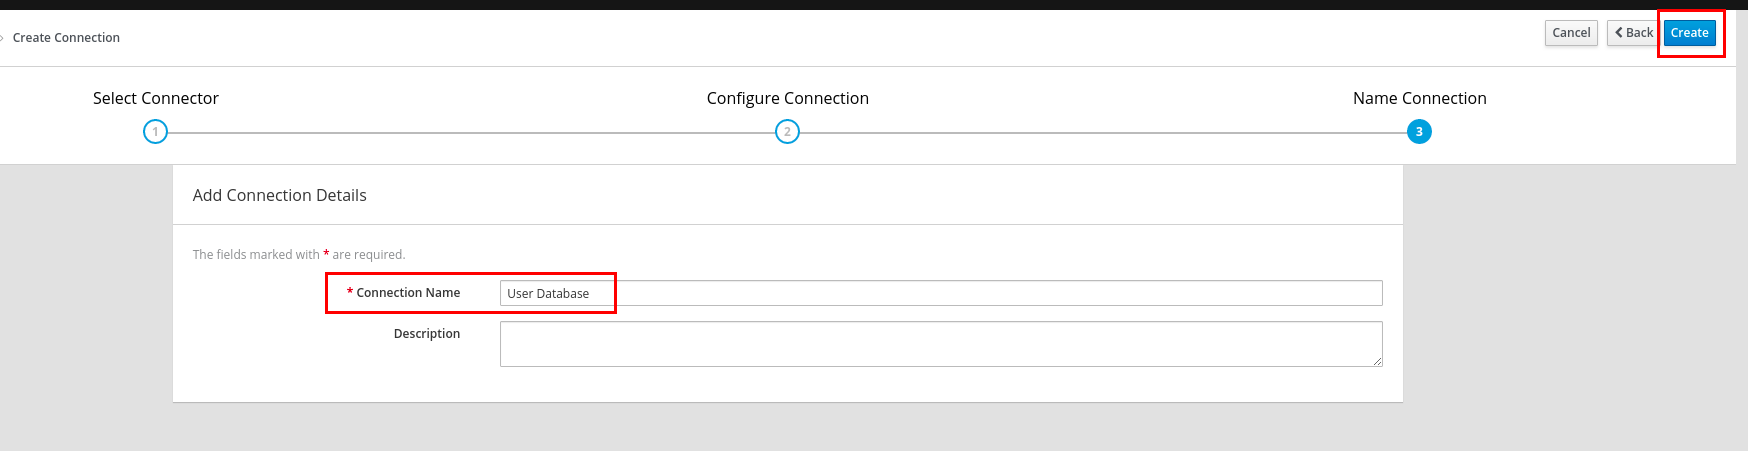 Create Connection
Cancel
Back
Create
Select Connector
Configure Connection
Name Connection
1
2
3
Add Connection Details
The fields marked with * are required.
* Connection Name
User Database
Description